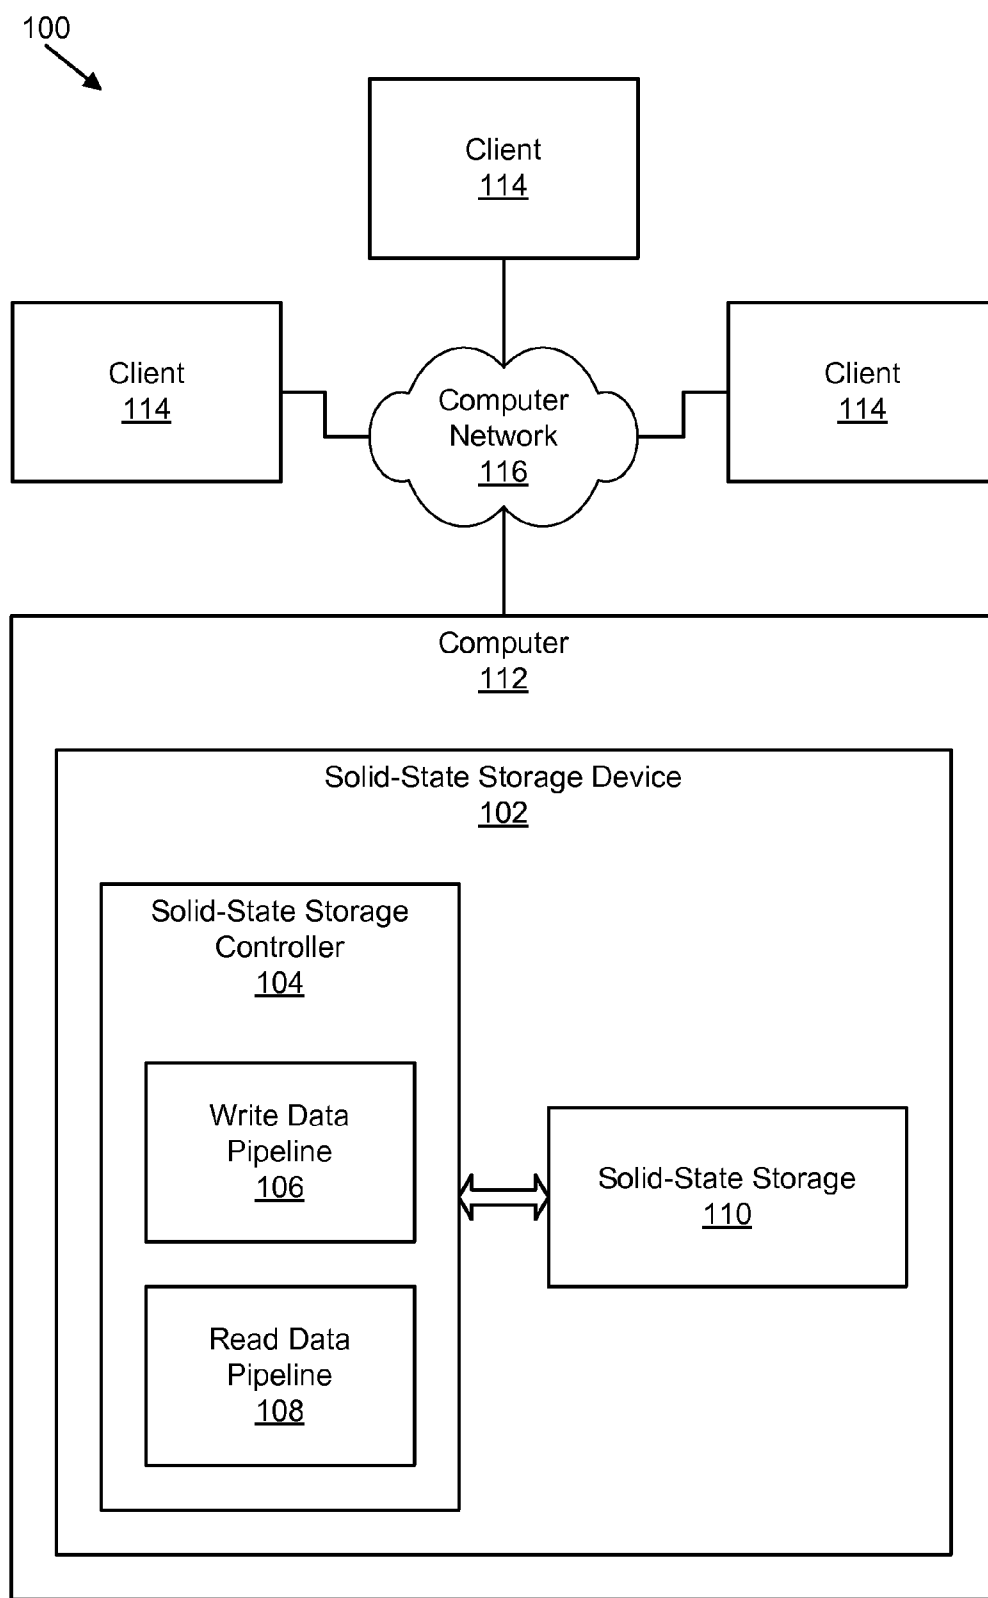 100
Client
114
Client
114
Computer
Network
116
Client
114
Computer
112
Solid-State Storage Device
102
Solid-State Storage
Controller
104
Write Data
Pipeline
106
Solid-State Storage
110
Read Data
Pipeline
108